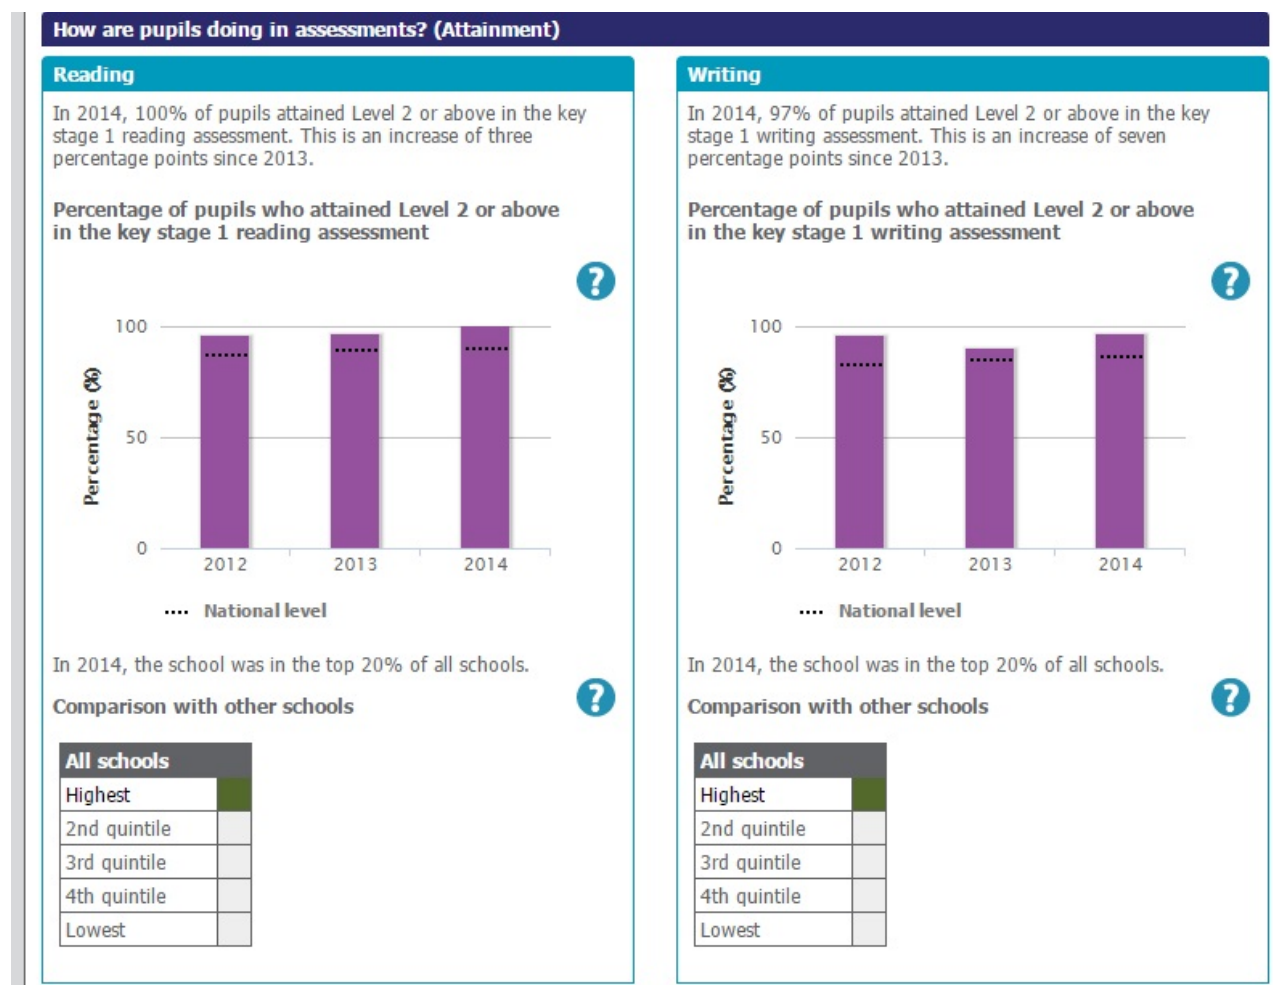 How are pupils doing in assessments? (Attainment)
Reading
In 2014, 100% of pupils attained Level 2 or above in the key
stage 1 reading assessment. This is an increase of three
percentage points since 2013.
Percentage of pupils who attained Level 2 or above
in the key stage 1 reading assessment
?
Percentage (%)
100
50
0
2012 2013 2014
National level
In 2014, the school was in the top 20% of all schools.
?
Comparison with other schools
All schools
Highest
2nd quintile
3rd quintile
4th quintile
Lowest
Writing
In 2014, 97% of pupils attained Level 2 or above in the key
stage 1 writing assessment. This is an increase of seven
percentage points since 2013.
Percentage of pupils who attained Level 2 or above
in the key stage 1 writing assessment
?
Percentage (%)
100
50
0
2012 2013 2014
National level
In 2014, the school was in the top 20% of all schools.
?
Comparison with other schools
All schools
Highest
2nd quintile
3rd quintile
4th quintile
Lowest